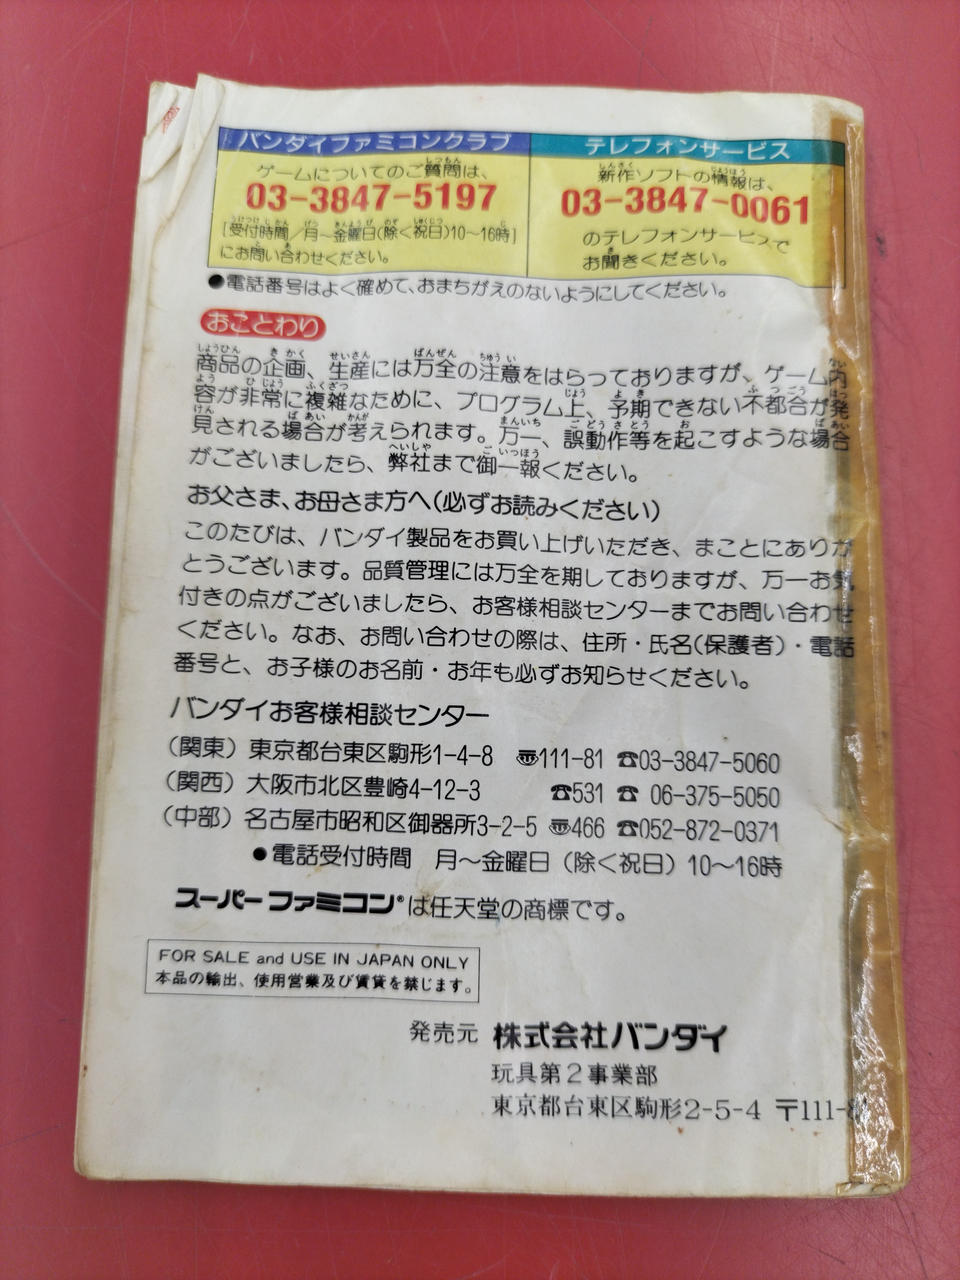 バンダイファミコンクラブ
ゲームについてのご質問は、
03-3847-5197
[受付時間/月〜金曜日(除く祝日)10〜16時]
にお問い合わせください。
テレフォンサービス
新作ソフトの情報は、
03-3847-0061
のテレフォンサービスで
お聞きください。
●電話番号はよく確めて、おまちがえのないようにしてください。
おことわり
商品の企画、生産には万全の注意をはらっておりますが、ゲーム内
容が非常に複雑なために、プログラム上、予期できない不都合が発
見される場合が考えられます。万一、誤動作等を起こすような場合
がございましたら、弊社まで御一報ください。
お父さま、お母さま方へ(必ずお読みください)
このたびは、バンダイ製品をお買い上げいただき、まことにありが
とうございます。品質管理には万全を期しておりますが、万一お気
付きの点がございましたら、お客様相談センターまでお問い合わせ
ください。なお、お問い合わせの際は、住所・氏名(保護者)・電話
番号と、お子様のお名前・お年も必ずお知らせください。
バンダイお客様相談センター
(関東)東京都台東区駒形1-4-8 〠111-81 ☎03-3847-5060
(関西)大阪市北区豊崎4-12-3 ☎531 ☎ 06-375-5050
(中部)名古屋市昭和区御器所3-2-5 〠466 ☎052-872-0371
●電話受付時間 月〜金曜日(除く祝日)10〜16時
スーパーファミコン®は任天堂の商標です。
FOR SALE and USE IN JAPAN ONLY
本品の輸出、使用営業及び賃貸を禁じます。
発売元 株式会社バンダイ
玩具第2事業部
東京都台東区駒形2-5-4 〒111-8